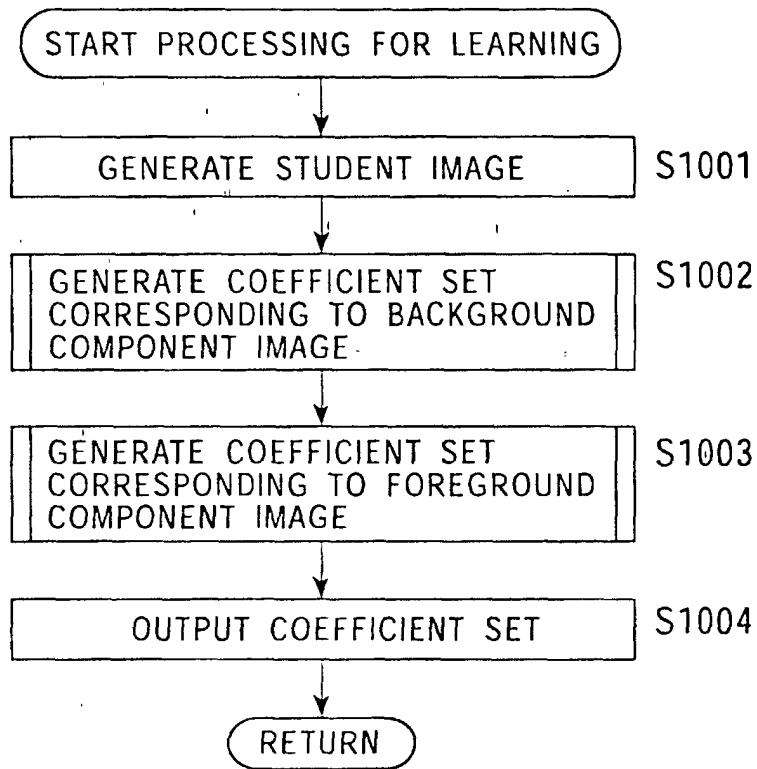 START PROCESSING FOR LEARNING
GENERATE STUDENT IMAGE
S1001
GENERATE COEFFICIENT SET
CORRESPONDING TO BACKGROUND
COMPONENT IMAGE
S1002
GENERATE COEFFICIENT SET
CORRESPONDING TO FOREGROUND
COMPONENT IMAGE
S1003
OUTPUT COEFFICIENT SET
S1004
RETURN